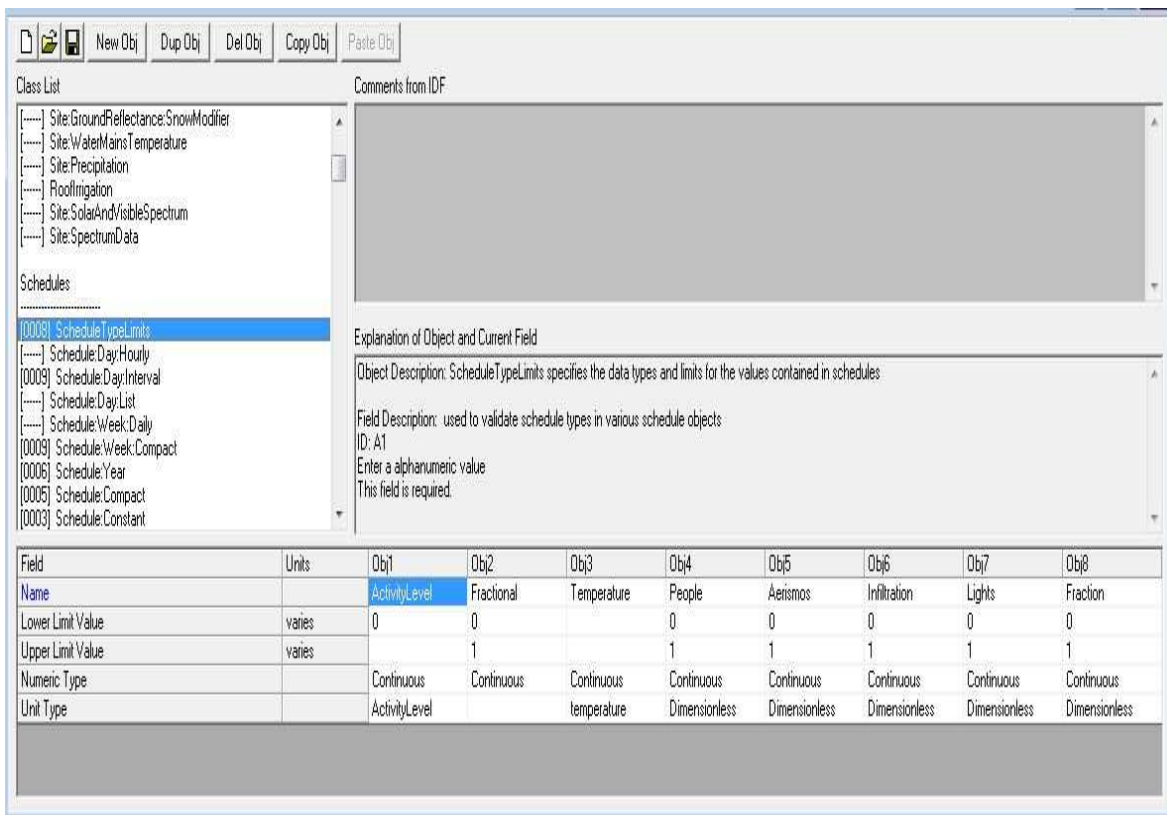 New Obj Dup Obj Del Obj Copy Obj Paste Obj
Class List
[------] Site:GroundReflectance:SnowModifier
[------] Site:WaterMainsTemperature
[------] Site:Precipitation
[------] RoofIrrigation
[------] Site:SolarAndVisibleSpectrum
[------] Site:SpectrumData
Schedules
--------------------------
[0008] ScheduleTypeLimits
[------] Schedule:Day:Hourly
[0009] Schedule:Day:Interval
[------] Schedule:Day:List
[------] Schedule:Week:Daily
[0009] Schedule:Week:Compact
[0006] Schedule:Year
[0005] Schedule:Compact
[0003] Schedule:Constant
Comments from IDF
Explanation of Object and Current Field
Object Description: ScheduleTypeLimits specifies the data types and limits for the values contained in schedules
Field Description: used to validate schedule types in various schedule objects
ID: A1
Enter a alphanumeric value
This field is required.
Field Units Obj1 Obj2 Obj3 Obj4 Obj5 Obj6 Obj7 Obj8
Name ActivityLevel Fractional Temperature People Aerismos Infiltration Lights Fraction
Lower Limit Value varies 0 0 0 0 0 0 0
Upper Limit Value varies 1 1 1 1 1 1
Numeric Type Continuous Continuous Continuous Continuous Continuous Continuous Continuous Continuous
Unit Type ActivityLevel temperature Dimensionless Dimensionless Dimensionless Dimensionless Dimensionless